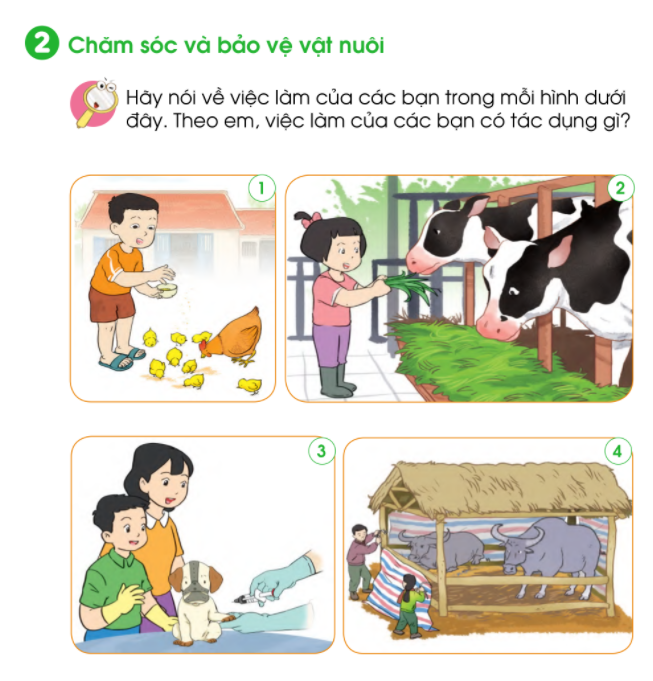 2 Chăm sóc và bảo vệ vật nuôi
Hãy nói về việc làm của các bạn trong mỗi hình dưới
đây. Theo em, việc làm của các bạn có tác dụng gì?
1
2
3
4